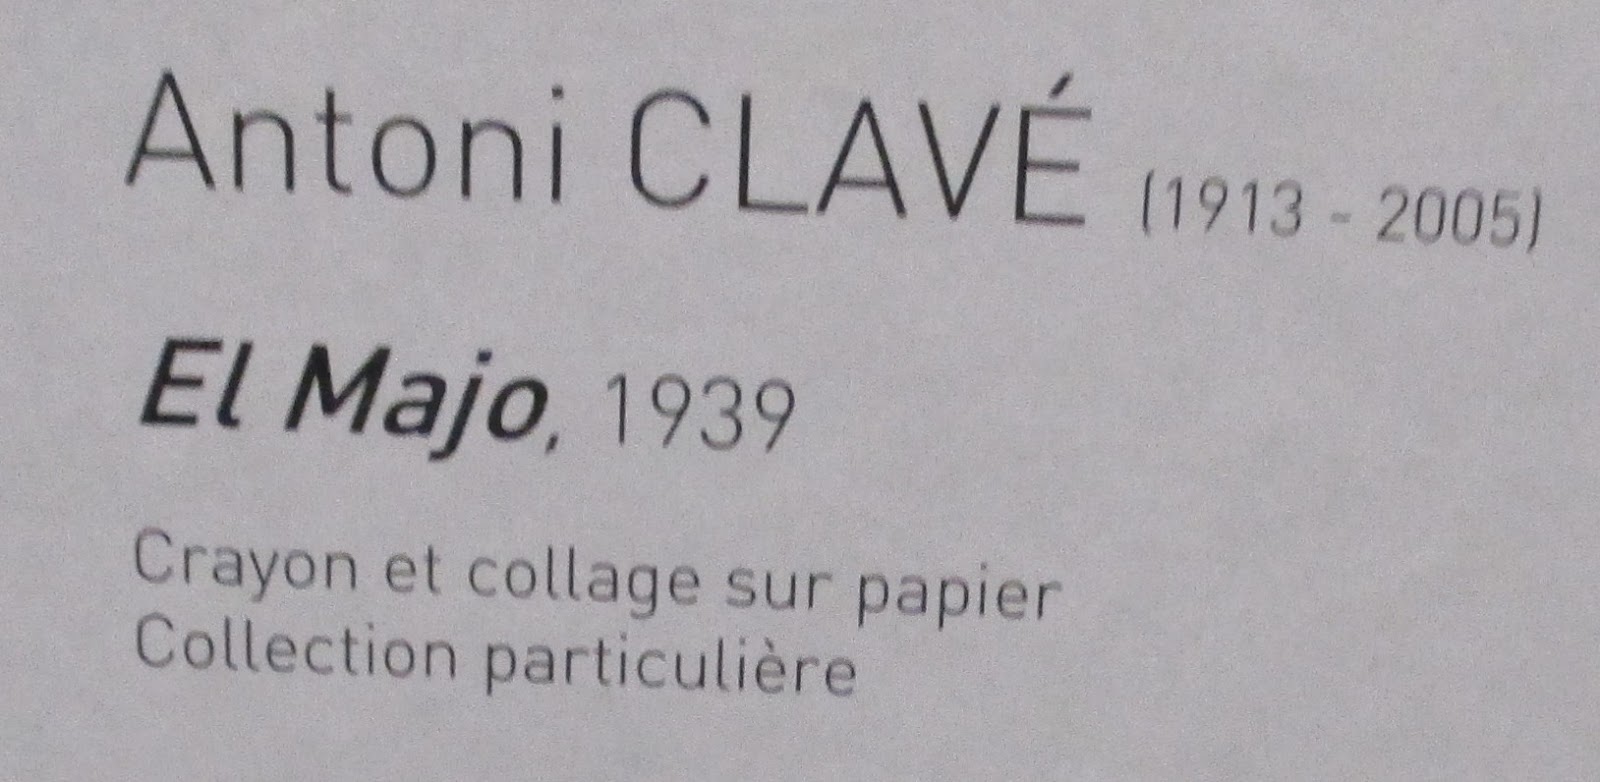 Antoni CLAVÉ (1913 - 2005)
El Majo, 1939
Crayon et collage sur papier
Collection particulière